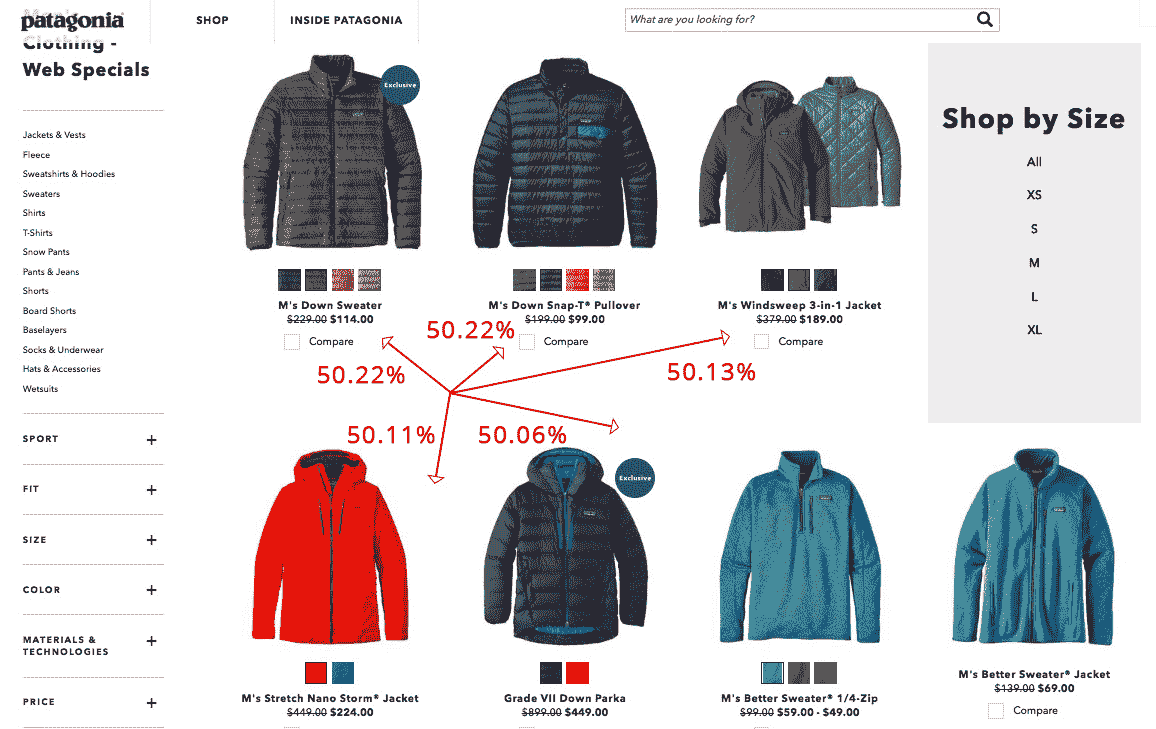 patagonia
SHOP
INSIDE PATAGONIA
What are you looking for?
Men's
Clothing -
Web Specials
Jackets & Vests
Fleece
Sweatshirts & Hoodies
Sweaters
Shirts
T-Shirts
Snow Pants
Pants & Jeans
Shorts
Board Shorts
Baselayers
Socks & Underwear
Hats & Accessories
Wetsuits
SPORT +
FIT +
SIZE +
COLOR +
MATERIALS &
TECHNOLOGIES +
PRICE +
Exclusive
M's Down Sweater
$229.00 $114.00
Compare
M's Down Snap-T® Pullover
$199.00 $99.00
Compare
M's Windsweep 3-in-1 Jacket
$379.00 $189.00
Compare
Shop by Size
All
XS
S
M
L
XL
50.22%
50.22%
50.13%
50.11%
50.06%
Exclusive
M's Stretch Nano Storm® Jacket
$449.00 $224.00
Grade VII Down Parka
$899.00 $449.00
M's Better Sweater® 1/4-Zip
$99.00 $59.00 - $49.00
M's Better Sweater® Jacket
$139.00 $69.00
Compare